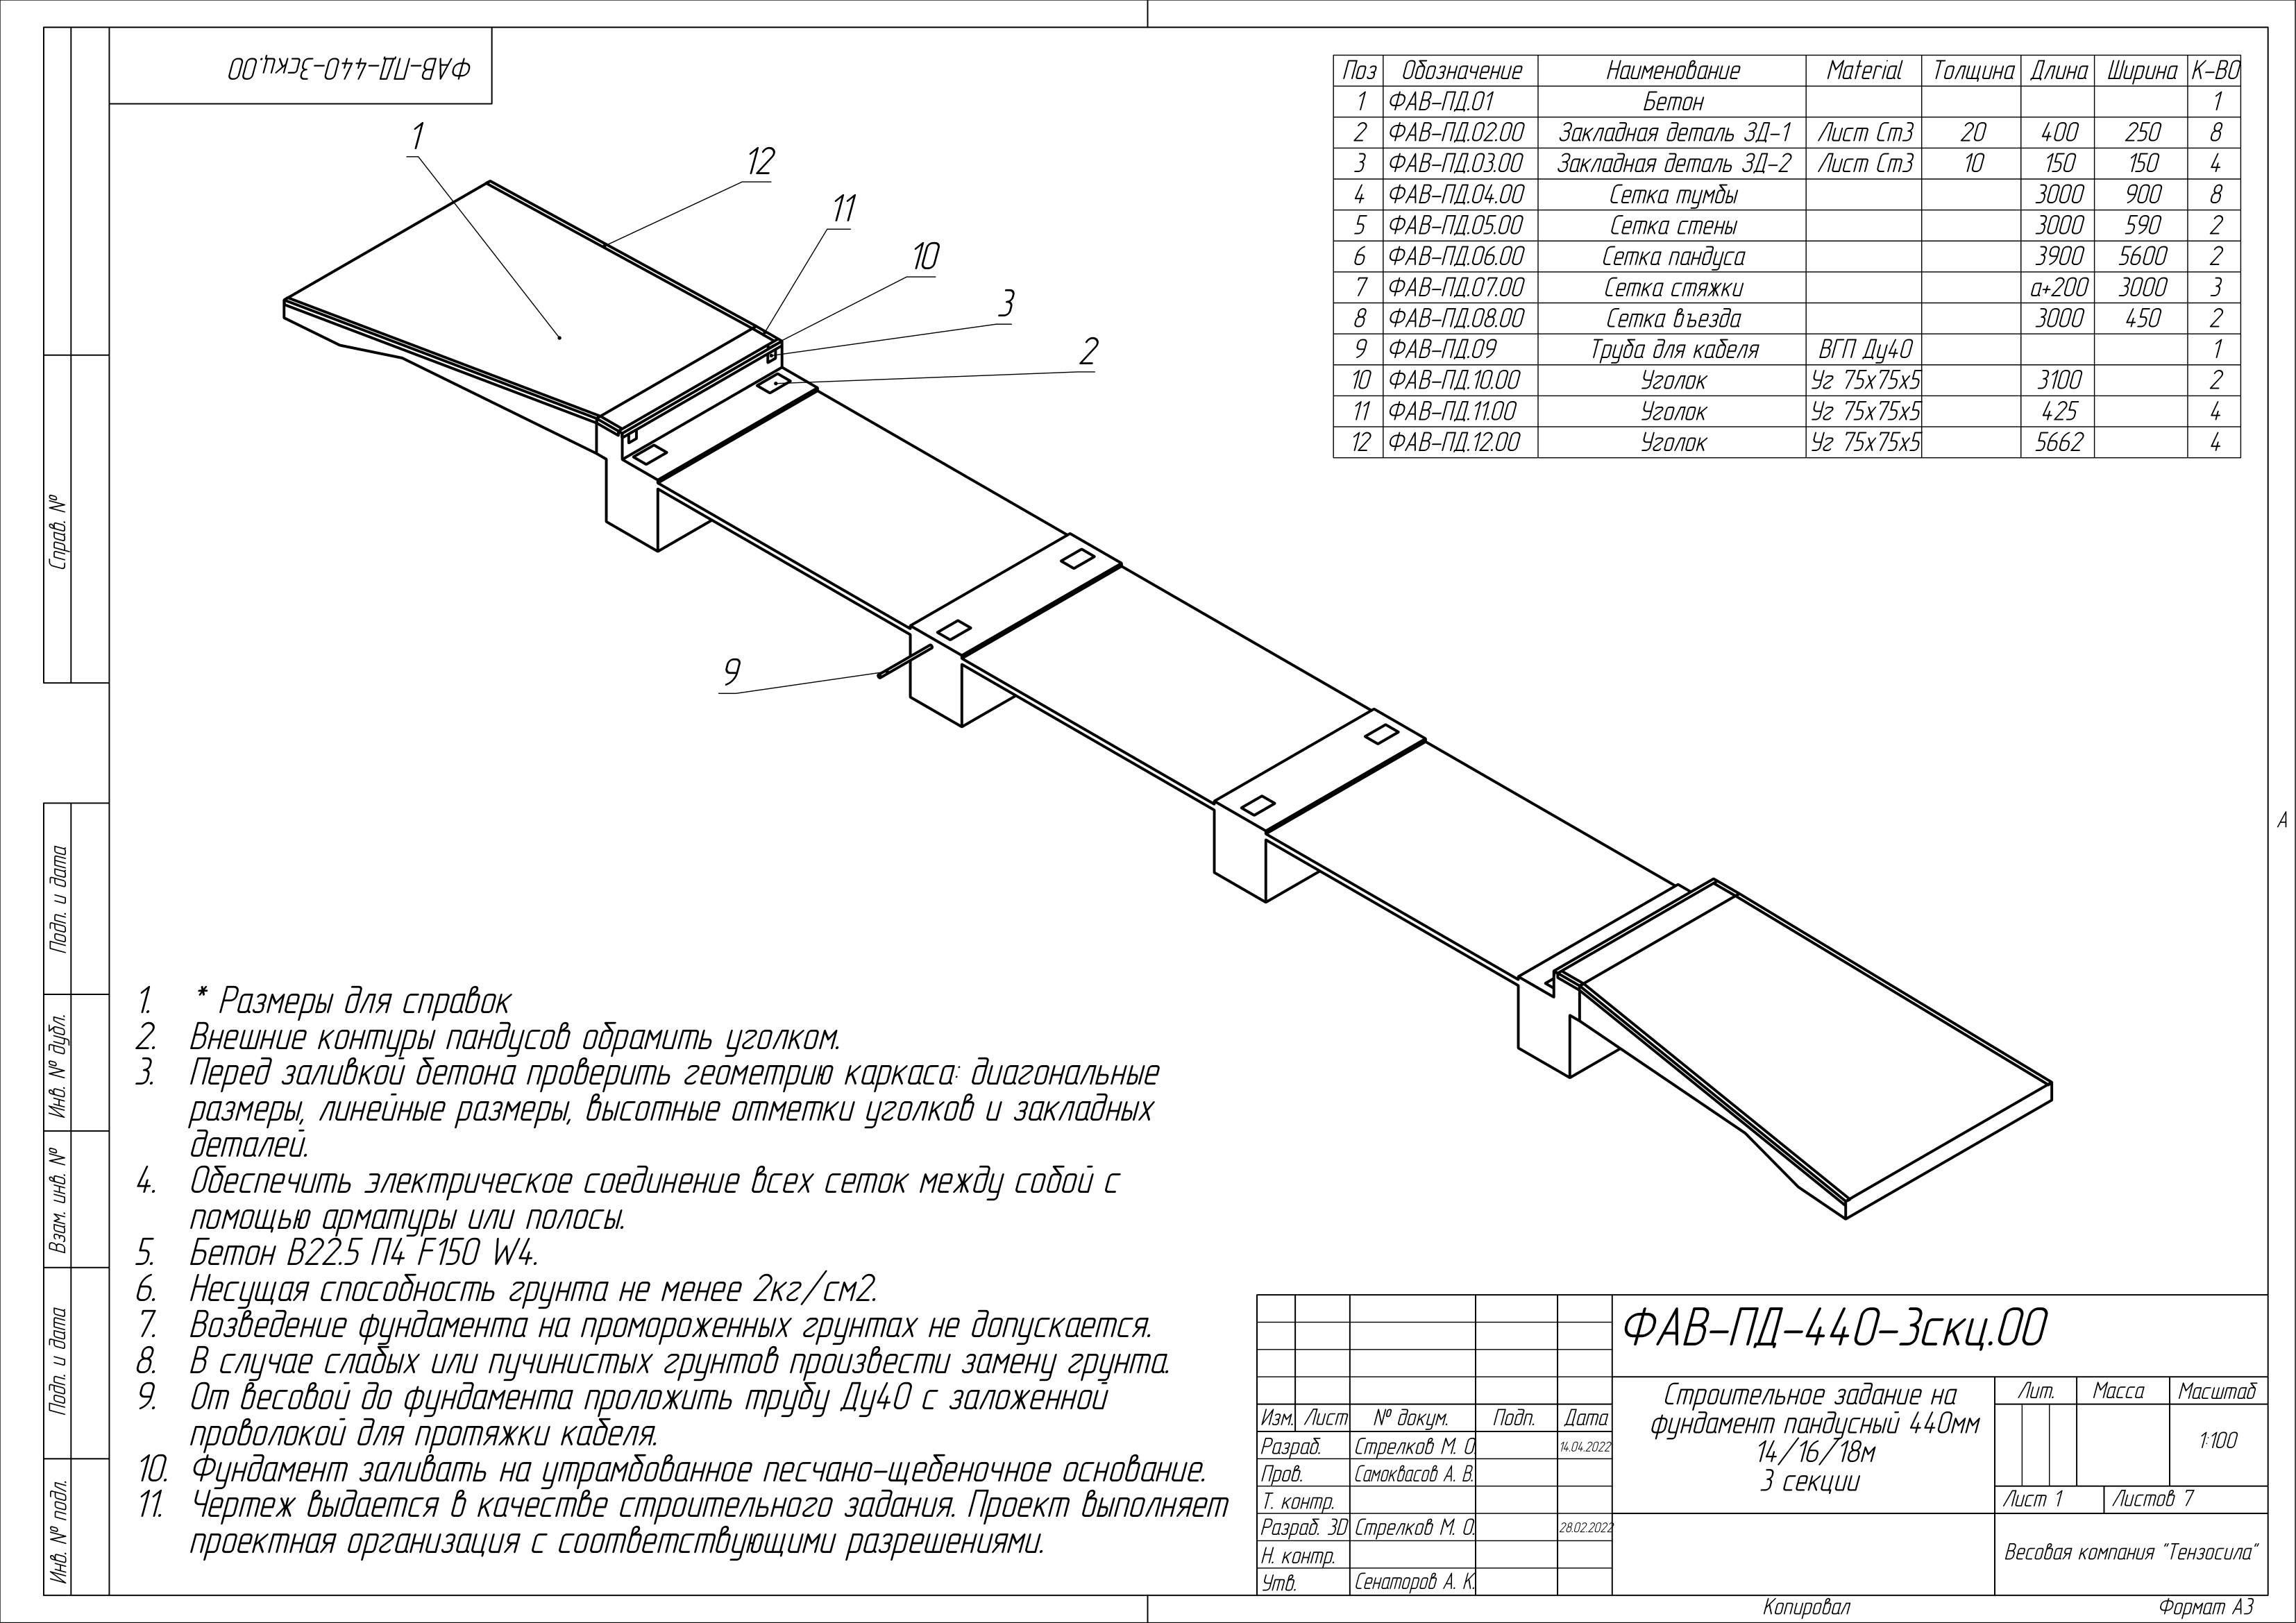 ФАВ-ПД-440-3скц.00
Поз Обозначение Наименование Material Толщина Длина Ширина К-ВО
1 ФАВ-ПД.01 Бетон 1
2 ФАВ-ПД.02.00 Закладная деталь ЗД-1 Лист Ст3 20 400 250 8
3 ФАВ-ПД.03.00 Закладная деталь ЗД-2 Лист Ст3 10 150 150 4
4 ФАВ-ПД.04.00 Сетка тумбы 3000 900 8
5 ФАВ-ПД.05.00 Сетка стены 3000 590 2
6 ФАВ-ПД.06.00 Сетка пандуса 3900 5600 2
7 ФАВ-ПД.07.00 Сетка стяжки а+200 3000 3
8 ФАВ-ПД.08.00 Сетка въезда 3000 450 2
9 ФАВ-ПД.09 Труба для кабеля ВГП Ду40 1
10 ФАВ-ПД.10.00 Уголок Уг 75х75х5 3100 2
11 ФАВ-ПД.11.00 Уголок Уг 75х75х5 425 4
12 ФАВ-ПД.12.00 Уголок Уг 75х75х5 5662 4
1
12
11
10
3
2
9
А
Справ. №
Подп. и дата
Инв. № дубл.
Взам. инв. №
Подп. и дата
Инв. № подл.
1. * Размеры для справок
2. Внешние контуры пандусов обрамить уголком.
3. Перед заливкой бетона проверить геометрию каркаса: диагональные
размеры, линейные размеры, высотные отметки уголков и закладных
деталей.
4. Обеспечить электрическое соединение всех сеток между собой с
помощью арматуры или полосы.
5. Бетон В22.5 П4 F150 W4.
6. Несущая способность грунта не менее 2кг/см2.
7. Возведение фундамента на промороженных грунтах не допускается.
8. В случае слабых или пучинистых грунтов произвести замену грунта.
9. От весовой до фундамента проложить трубу Ду40 с заложенной
проволокой для протяжки кабеля.
10. Фундамент заливать на утрамбованное песчано-щебеночное основание.
11. Чертеж выдается в качестве строительного задания. Проект выполняет
проектная организация с соответствующими разрешениями.
ФАВ-ПД-440-3скц.00
Изм. Лист № докум. Подп. Дата
Разраб. Стрелков М. О. 14.04.2022
Пров. Самоквасов А. В.
Т. контр.
Разраб. 3D Стрелков М. О. 28.02.2022
Н. контр.
Утв. Сенаторов А. К.
Строительное задание на
фундамент пандусный 440мм
14/16/18м
3 секции
Лит. Масса Масштаб
1:100
Лист 1 Листов 7
Весовая компания "Тензосила"
Копировал Формат А3